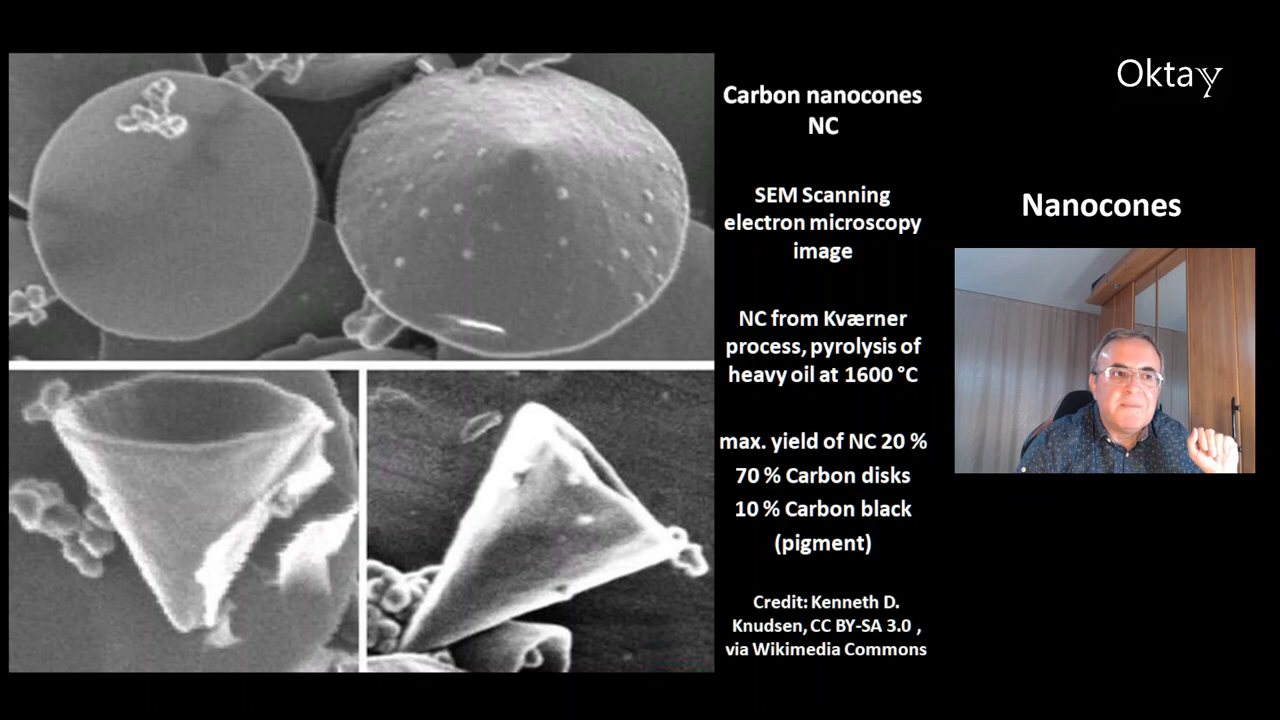 Carbon nanocones
NC
SEM Scanning
electron microscopy
image
NC from Kværner
process, pyrolysis of
heavy oil at 1600 °C
max. yield of NC 20 %
70 % Carbon disks
10 % Carbon black
(pigment)
Credit: Kenneth D.
Knudsen, CC BY-SA 3.0 ,
via Wikimedia Commons
Oktay
Nanocones